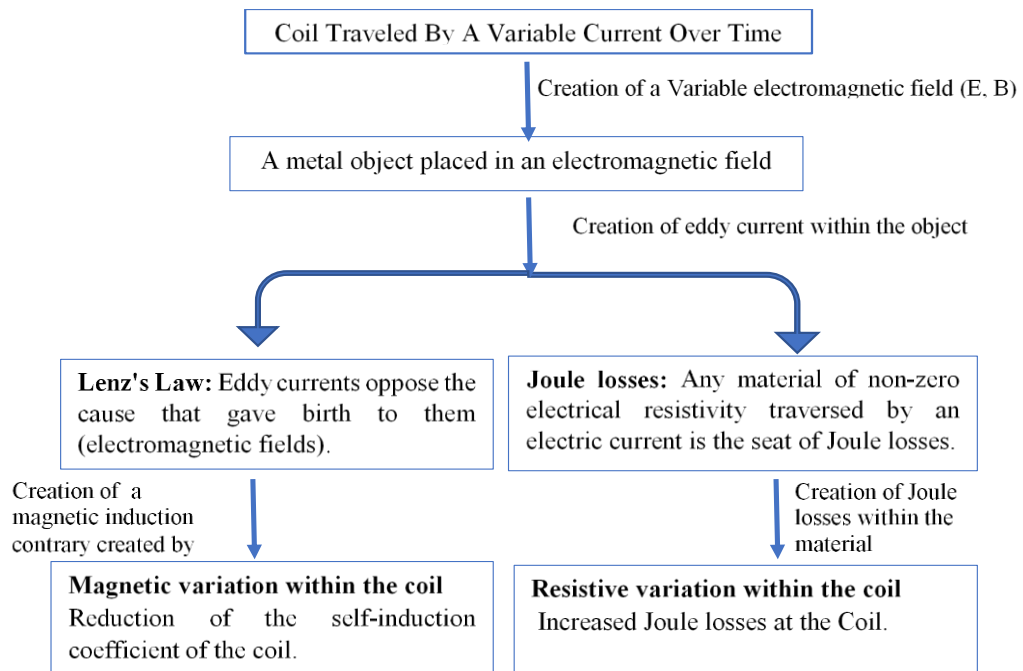 Coil Traveled By A Variable Current Over Time
Creation of a Variable electromagnetic field (E, B)
A metal object placed in an electromagnetic field
Creation of eddy current within the object
Lenz's Law: Eddy currents oppose the
cause that gave birth to them
(electromagnetic fields).
Joule losses: Any material of non-zero
electrical resistivity traversed by an
electric current is the seat of Joule losses.
Creation of a
magnetic induction
contrary created by
Creation of Joule
losses within the
material
Magnetic variation within the coil
Reduction of the self-induction
coefficient of the coil.
Resistive variation within the coil
Increased Joule losses at the Coil.